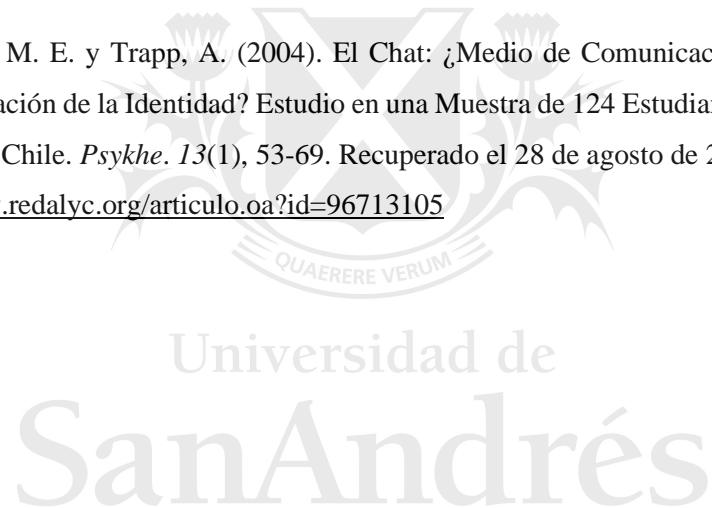 M. E. y Trapp, A. (2004). El Chat: ¿Medio de Comunicac
ación de la Identidad? Estudio en una Muestra de 124 Estudian
Chile. Psykhe. 13(1), 53-69. Recuperado el 28 de agosto de 2
.redalyc.org/articulo.oa?id=96713105
QUAERERE VERUM
Universidad de
SanAndrés